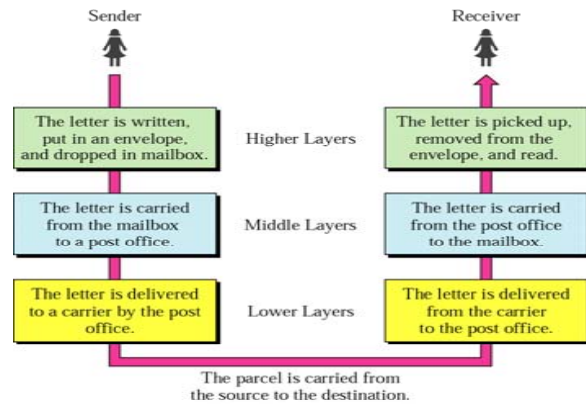 Sender
Receiver
The letter is written,
put in an envelope,
and dropped in mailbox.
Higher Layers
The letter is picked up,
removed from the
envelope, and read.
The letter is carried
from the mailbox
to a post office.
Middle Layers
The letter is carried
from the post office
to the mailbox.
The letter is delivered
to a carrier by the post
office.
Lower Layers
The letter is delivered
from the carrier
to the post office.
The parcel is carried from
the source to the destination.